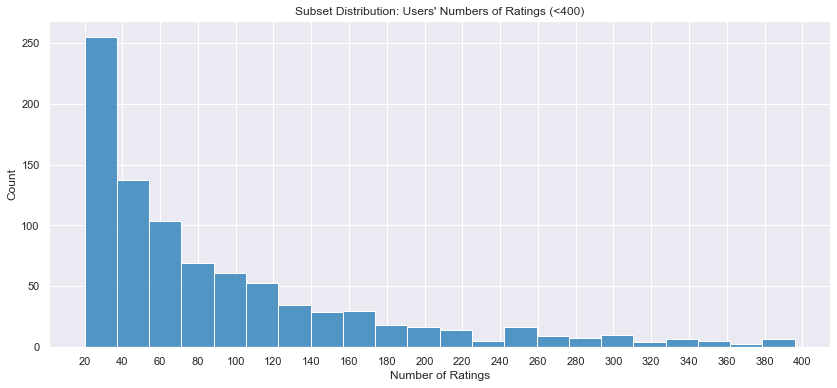 Subset Distribution: Users' Numbers of Ratings (<400)
250
200
150
100
50
0
Count
20 40 60 80 100 120 140 160 180 200 220 240 260 280 300 320 340 360 380 400
Number of Ratings